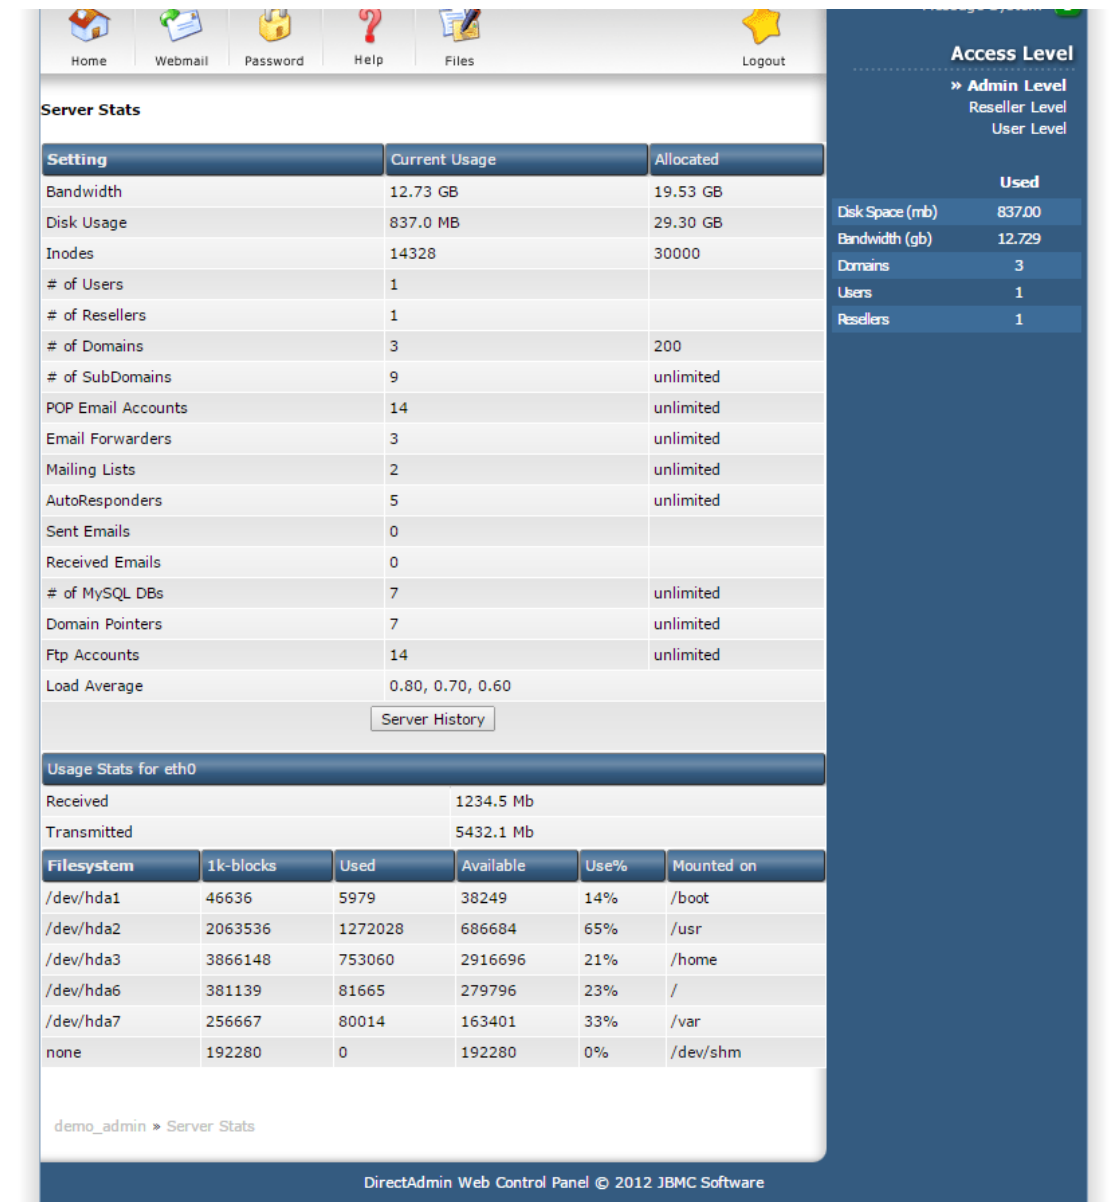 Message System
Home Webmail Password Help Files Logout
Access Level
» Admin Level
Reseller Level
User Level
Server Stats
Setting Current Usage Allocated
Bandwidth 12.73 GB 19.53 GB
Disk Usage 837.0 MB 29.30 GB
Inodes 14328 30000
# of Users 1
# of Resellers 1
# of Domains 3 200
# of SubDomains 9 unlimited
POP Email Accounts 14 unlimited
Email Forwarders 3 unlimited
Mailing Lists 2 unlimited
AutoResponders 5 unlimited
Sent Emails 0
Received Emails 0
# of MySQL DBs 7 unlimited
Domain Pointers 7 unlimited
Ftp Accounts 14 unlimited
Load Average 0.80, 0.70, 0.60
Server History
Used
Disk Space (mb) 837.00
Bandwidth (gb) 12.729
Domains 3
Users 1
Resellers 1
Usage Stats for eth0
Received 1234.5 Mb
Transmitted 5432.1 Mb
Filesystem 1k-blocks Used Available Use% Mounted on
/dev/hda1 46636 5979 38249 14% /boot
/dev/hda2 2063536 1272028 686684 65% /usr
/dev/hda3 3866148 753060 2916696 21% /home
/dev/hda6 381139 81665 279796 23% /
/dev/hda7 256667 80014 163401 33% /var
none 192280 0 192280 0% /dev/shm
demo_admin » Server Stats
DirectAdmin Web Control Panel © 2012 JBMC Software